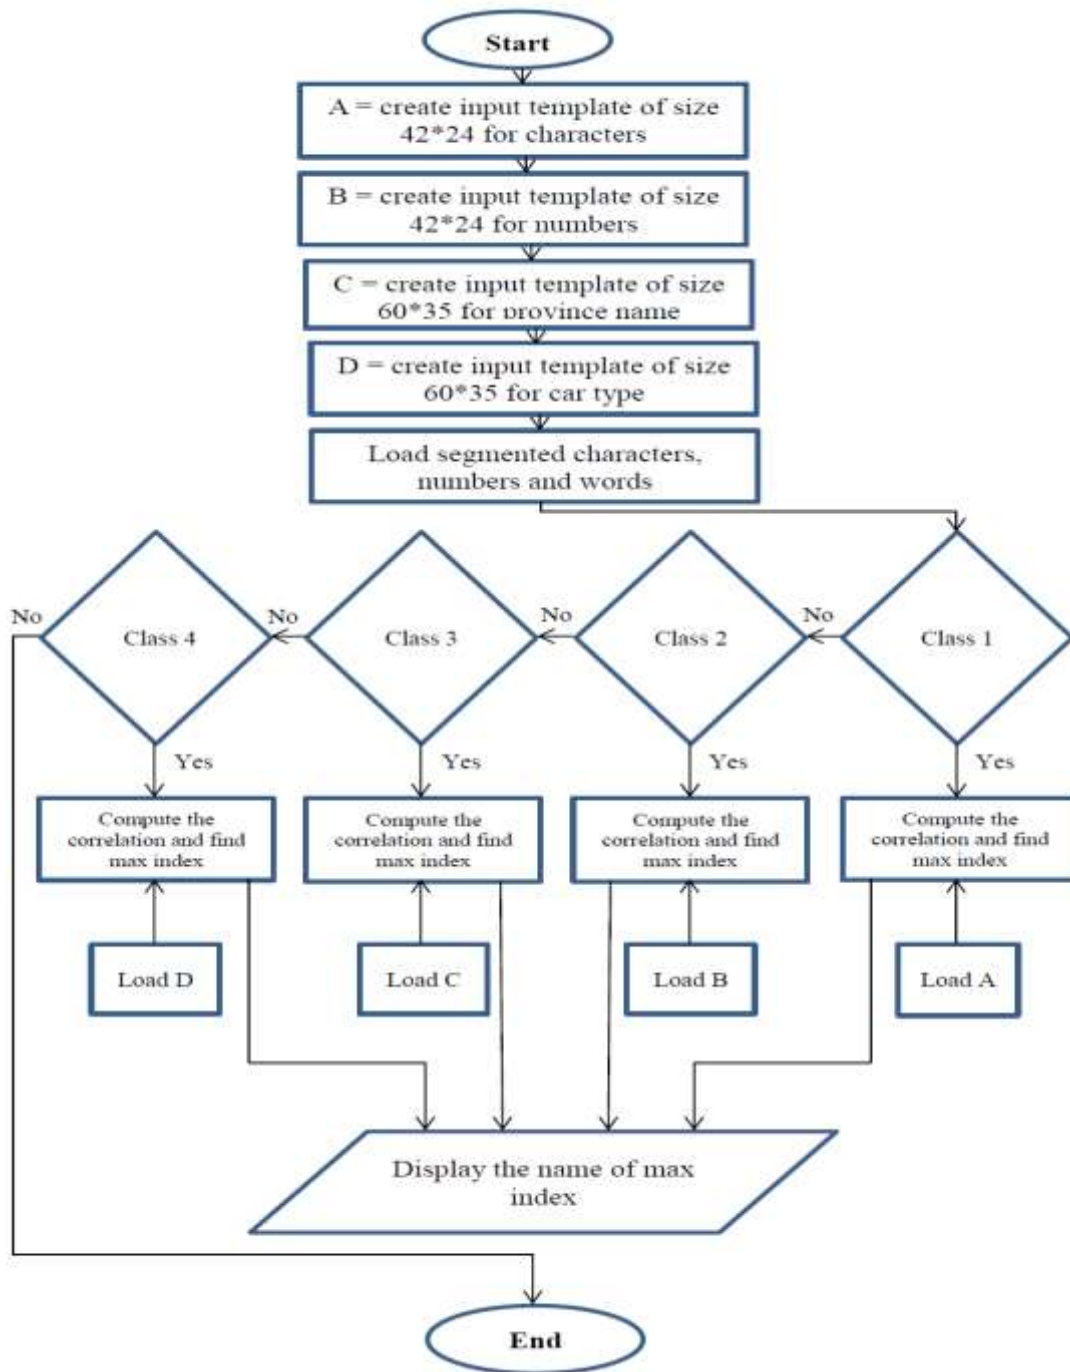 Start
A = create input template of size
42*24 for characters
B = create input template of size
42*24 for numbers
C = create input template of size
60*35 for province name
D = create input template of size
60*35 for car type
Load segmented characters,
numbers and words
No
Class 4
No
Class 3
No
Class 2
No
Class 1
Yes
Yes
Yes
Yes
Compute the
correlation and find
max index
Compute the
correlation and find
max index
Compute the
correlation and find
max index
Compute the
correlation and find
max index
Load D
Load C
Load B
Load A
Display the name of max
index
End